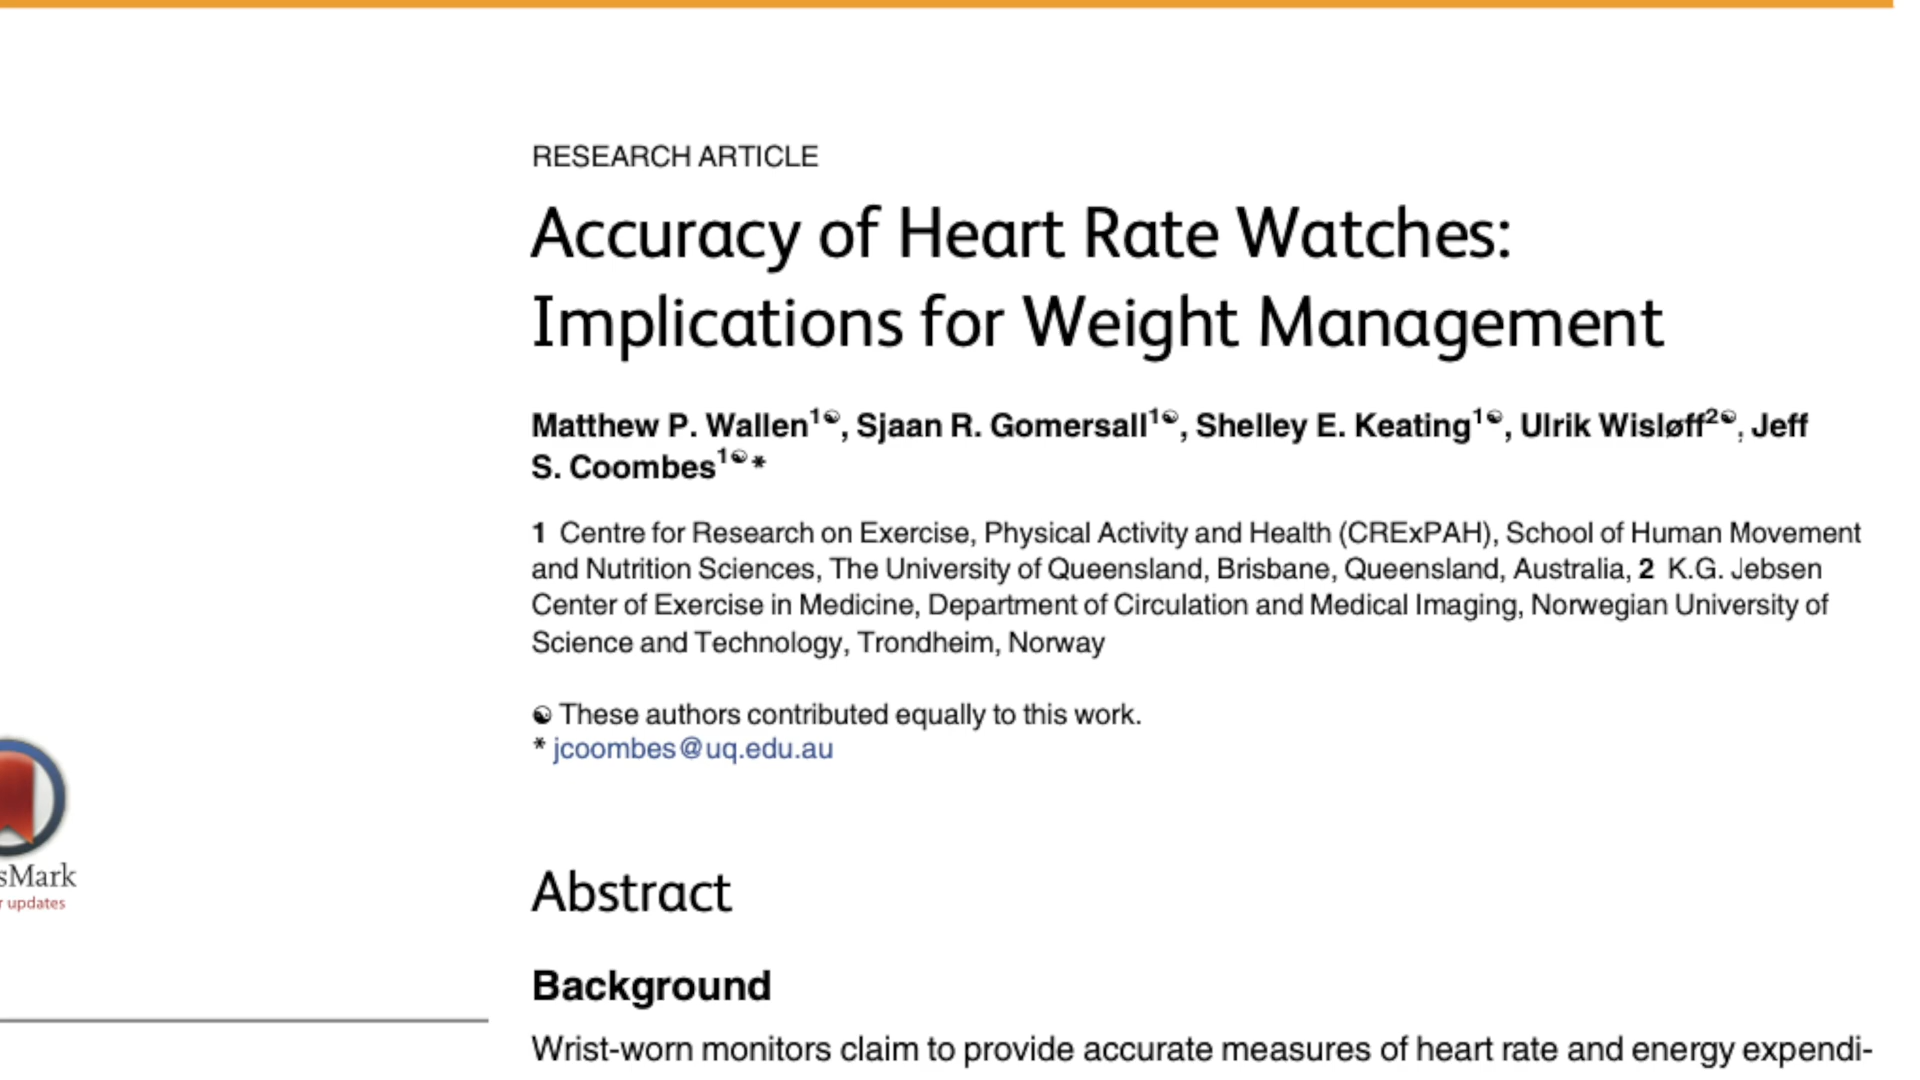 RESEARCH ARTICLE
Accuracy of Heart Rate Watches:
Implications for Weight Management
Matthew P. Wallen1☯, Sjaan R. Gomersall1☯, Shelley E. Keating1☯, Ulrik Wisløff2☯, Jeff
S. Coombes1☯*
1 Centre for Research on Exercise, Physical Activity and Health (CRExPAH), School of Human Movement
and Nutrition Sciences, The University of Queensland, Brisbane, Queensland, Australia, 2 K.G. Jebsen
Center of Exercise in Medicine, Department of Circulation and Medical Imaging, Norwegian University of
Science and Technology, Trondheim, Norway
☯ These authors contributed equally to this work.
* jcoombes@uq.edu.au
sMark
r updates
Abstract
Background
Wrist-worn monitors claim to provide accurate measures of heart rate and energy expendi-